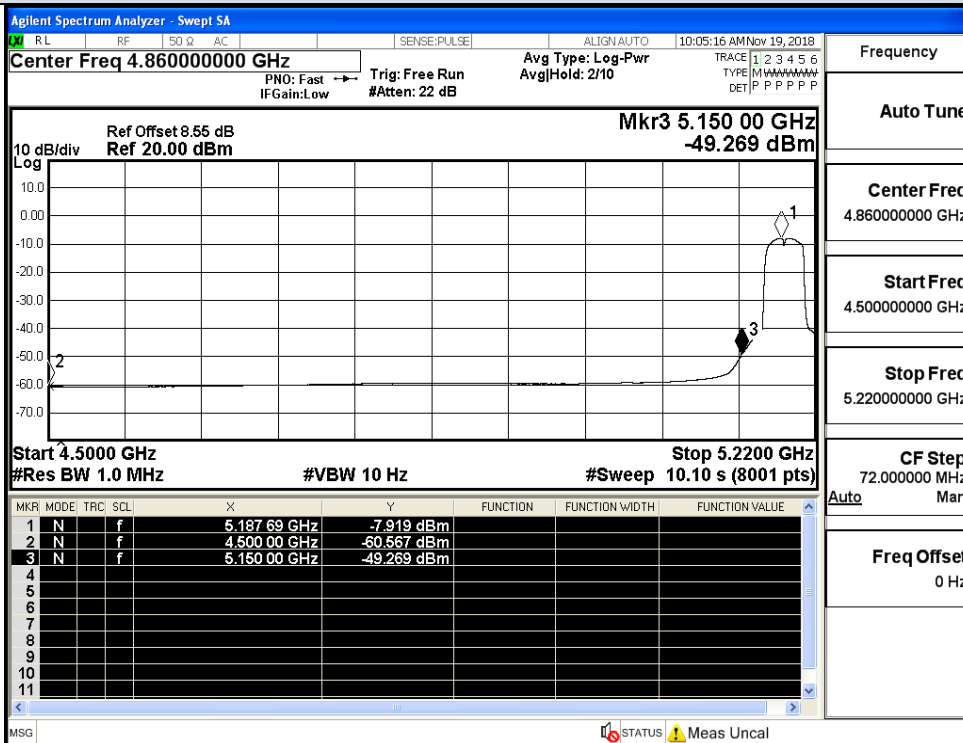 Agilent Spectrum Analyzer - Swept SA
LXI RL RF 50 Ω AC SENSE:PULSE ALIGN AUTO 10:05:16 AM Nov 19, 2018
Center Freq 4.860000000 GHz
PNO: Fast
IFGain:Low
Trig: Free Run
#Atten: 22 dB
Avg Type: Log-Pwr
Avg|Hold: 2/10
TRACE 1 2 3 4 5 6
TYPE M W W W W W
DET P P P P P P
Mkr3 5.150 00 GHz
-49.269 dBm
Ref Offset 8.55 dB
10 dB/div Ref 20.00 dBm
Log
10.0
0.00
-10.0
-20.0
-30.0
-40.0
-50.0
-60.0
-70.0
1
2
3
Start 4.5000 GHz Stop 5.2200 GHz
#Res BW 1.0 MHz #VBW 10 Hz #Sweep 10.10 s (8001 pts)
MKR MODE TRC SCL X Y FUNCTION FUNCTION WIDTH FUNCTION VALUE
1 N f 5.187 69 GHz -7.919 dBm
2 N f 4.500 00 GHz -60.567 dBm
3 N f 5.150 00 GHz -49.269 dBm
4
5
6
7
8
9
10
11
MSG STATUS Meas Uncal
Frequency
Auto Tune
Center Freq
4.860000000 GHz
Start Freq
4.500000000 GHz
Stop Freq
5.220000000 GHz
CF Step
72.000000 MHz
Auto Man
Freq Offset
0 Hz